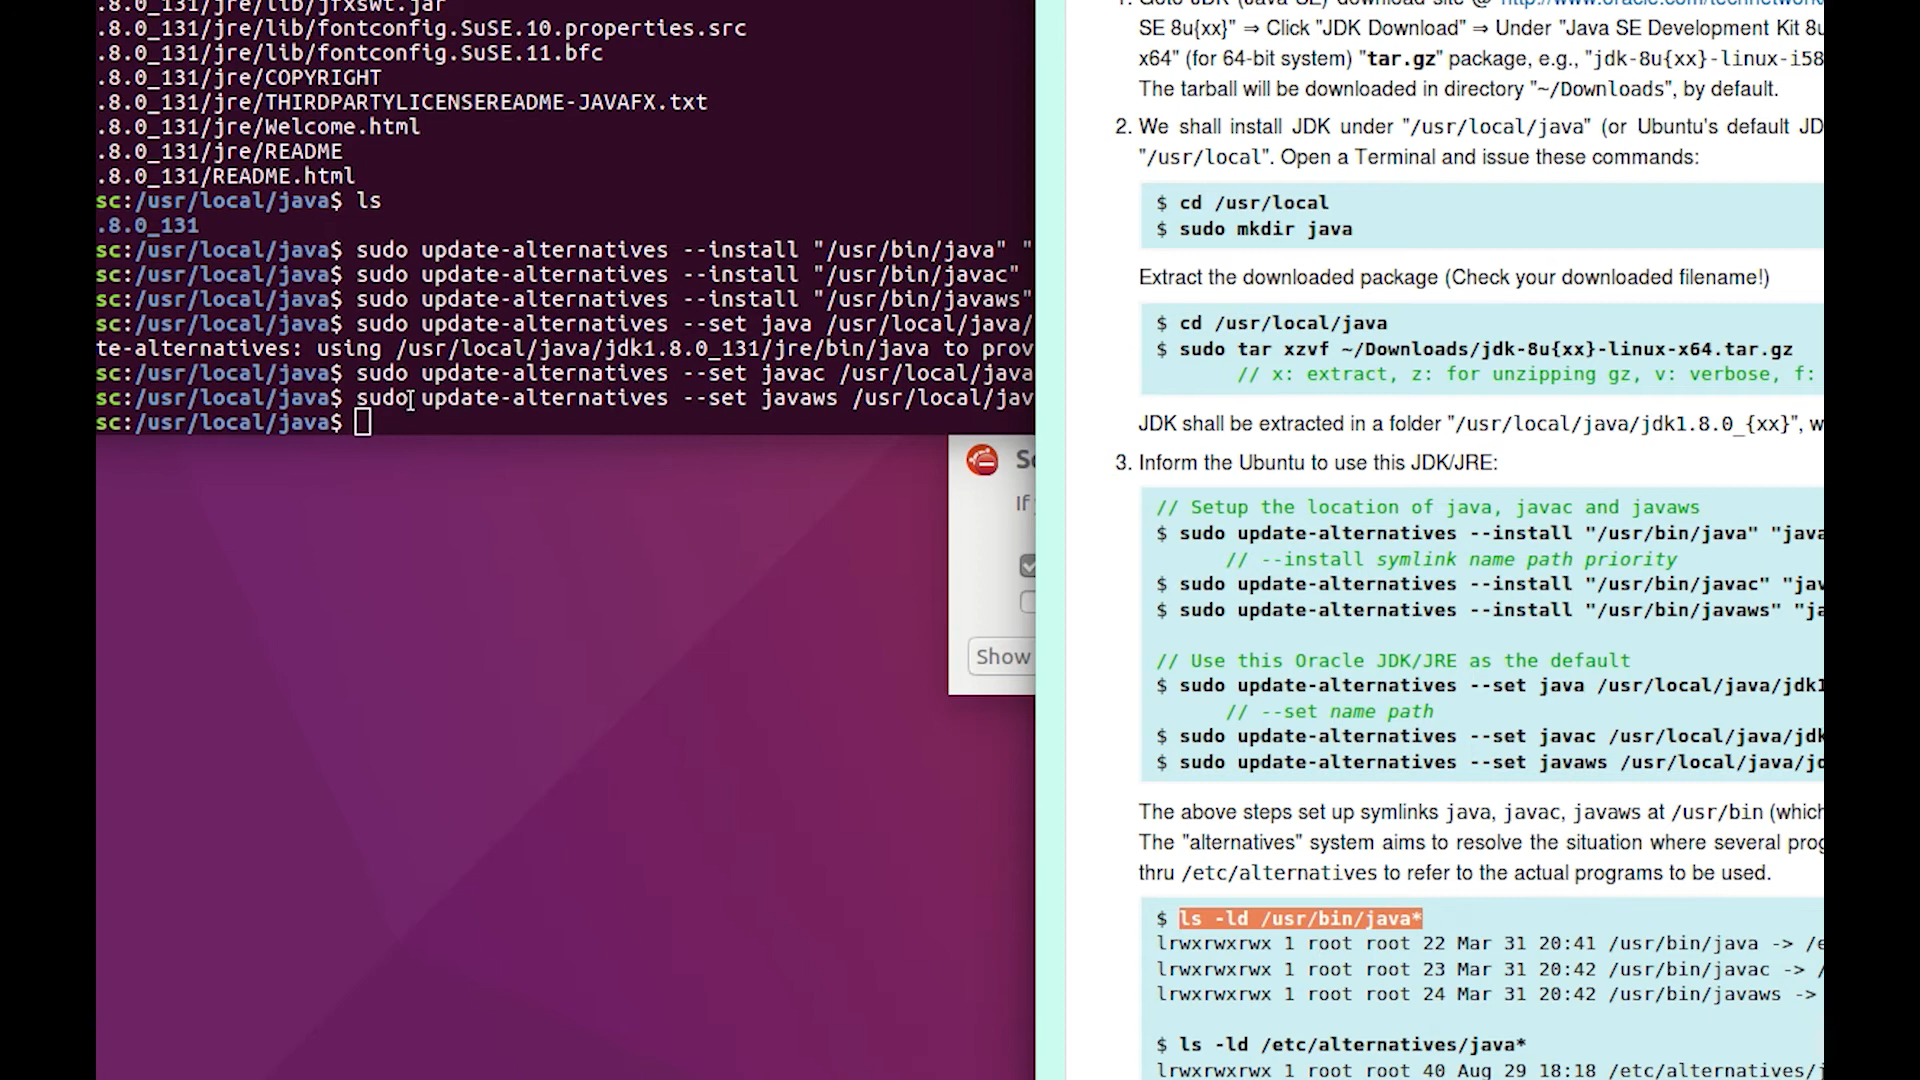 .8.0_131/jre/lib/jfxswt.jar
.8.0_131/jre/lib/fontconfig.SuSE.10.properties.src
.8.0_131/jre/lib/fontconfig.SuSE.11.bfc
.8.0_131/jre/COPYRIGHT
.8.0_131/jre/THIRDPARTYLICENSEREADME-JAVAFX.txt
.8.0_131/jre/Welcome.html
.8.0_131/jre/README
.8.0_131/README.html
sc:/usr/local/java$ ls
.8.0_131
sc:/usr/local/java$ sudo update-alternatives --install "/usr/bin/java" "
sc:/usr/local/java$ sudo update-alternatives --install "/usr/bin/javac"
sc:/usr/local/java$ sudo update-alternatives --install "/usr/bin/javaws"
sc:/usr/local/java$ sudo update-alternatives --set java /usr/local/java/
te-alternatives: using /usr/local/java/jdk1.8.0_131/jre/bin/java to prov
sc:/usr/local/java$ sudo update-alternatives --set javac /usr/local/java
sc:/usr/local/java$ sudo update-alternatives --set javaws /usr/local/jav
sc:/usr/local/java$
If
Show
1. Goto JDK (Java SE) download site @ http://www.oracle.com/technetwork
SE 8u{xx}" ⇒ Click "JDK Download" ⇒ Under "Java SE Development Kit 8u
x64" (for 64-bit system) "tar.gz" package, e.g., "jdk-8u{xx}-linux-i58
The tarball will be downloaded in directory "~/Downloads", by default.
2. We shall install JDK under "/usr/local/java" (or Ubuntu's default JD
"/usr/local". Open a Terminal and issue these commands:
$ cd /usr/local
$ sudo mkdir java
Extract the downloaded package (Check your downloaded filename!)
$ cd /usr/local/java
$ sudo tar xzvf ~/Downloads/jdk-8u{xx}-linux-x64.tar.gz
// x: extract, z: for unzipping gz, v: verbose, f:
JDK shall be extracted in a folder "/usr/local/java/jdk1.8.0_{xx}", w
3. Inform the Ubuntu to use this JDK/JRE:
// Setup the location of java, javac and javaws
$ sudo update-alternatives --install "/usr/bin/java" "java
// --install symlink name path priority
$ sudo update-alternatives --install "/usr/bin/javac" "jav
$ sudo update-alternatives --install "/usr/bin/javaws" "ja
// Use this Oracle JDK/JRE as the default
$ sudo update-alternatives --set java /usr/local/java/jdk1
// --set name path
$ sudo update-alternatives --set javac /usr/local/java/jdk
$ sudo update-alternatives --set javaws /usr/local/java/jd
The above steps set up symlinks java, javac, javaws at /usr/bin (which
The "alternatives" system aims to resolve the situation where several prog
thru /etc/alternatives to refer to the actual programs to be used.
$ ls -ld /usr/bin/java*
lrwxrwxrwx 1 root root 22 Mar 31 20:41 /usr/bin/java -> /e
lrwxrwxrwx 1 root root 23 Mar 31 20:42 /usr/bin/javac -> /
lrwxrwxrwx 1 root root 24 Mar 31 20:42 /usr/bin/javaws ->
$ ls -ld /etc/alternatives/java*
lrwxrwxrwx 1 root root 40 Aug 29 18:18 /etc/alternatives/j